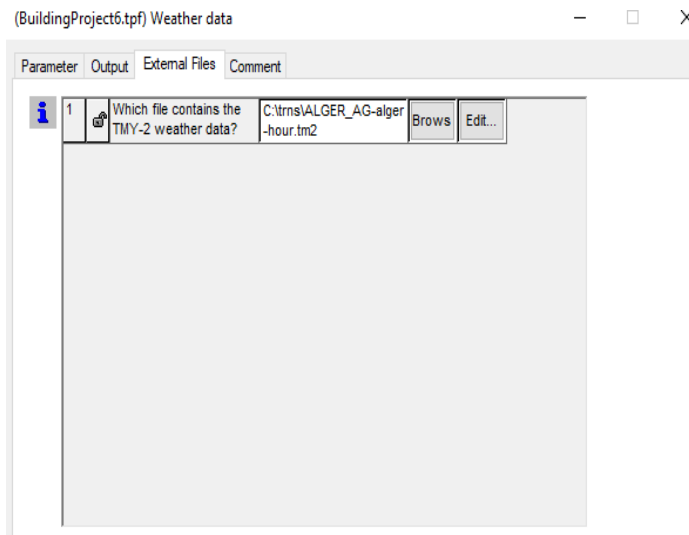 (BuildingProject6.tpf) Weather data
Parameter Output External Files Comment
i
1 Which file contains the TMY-2 weather data? C:\trns\ALGER_AG-alger-hour.tm2 Brows Edit...